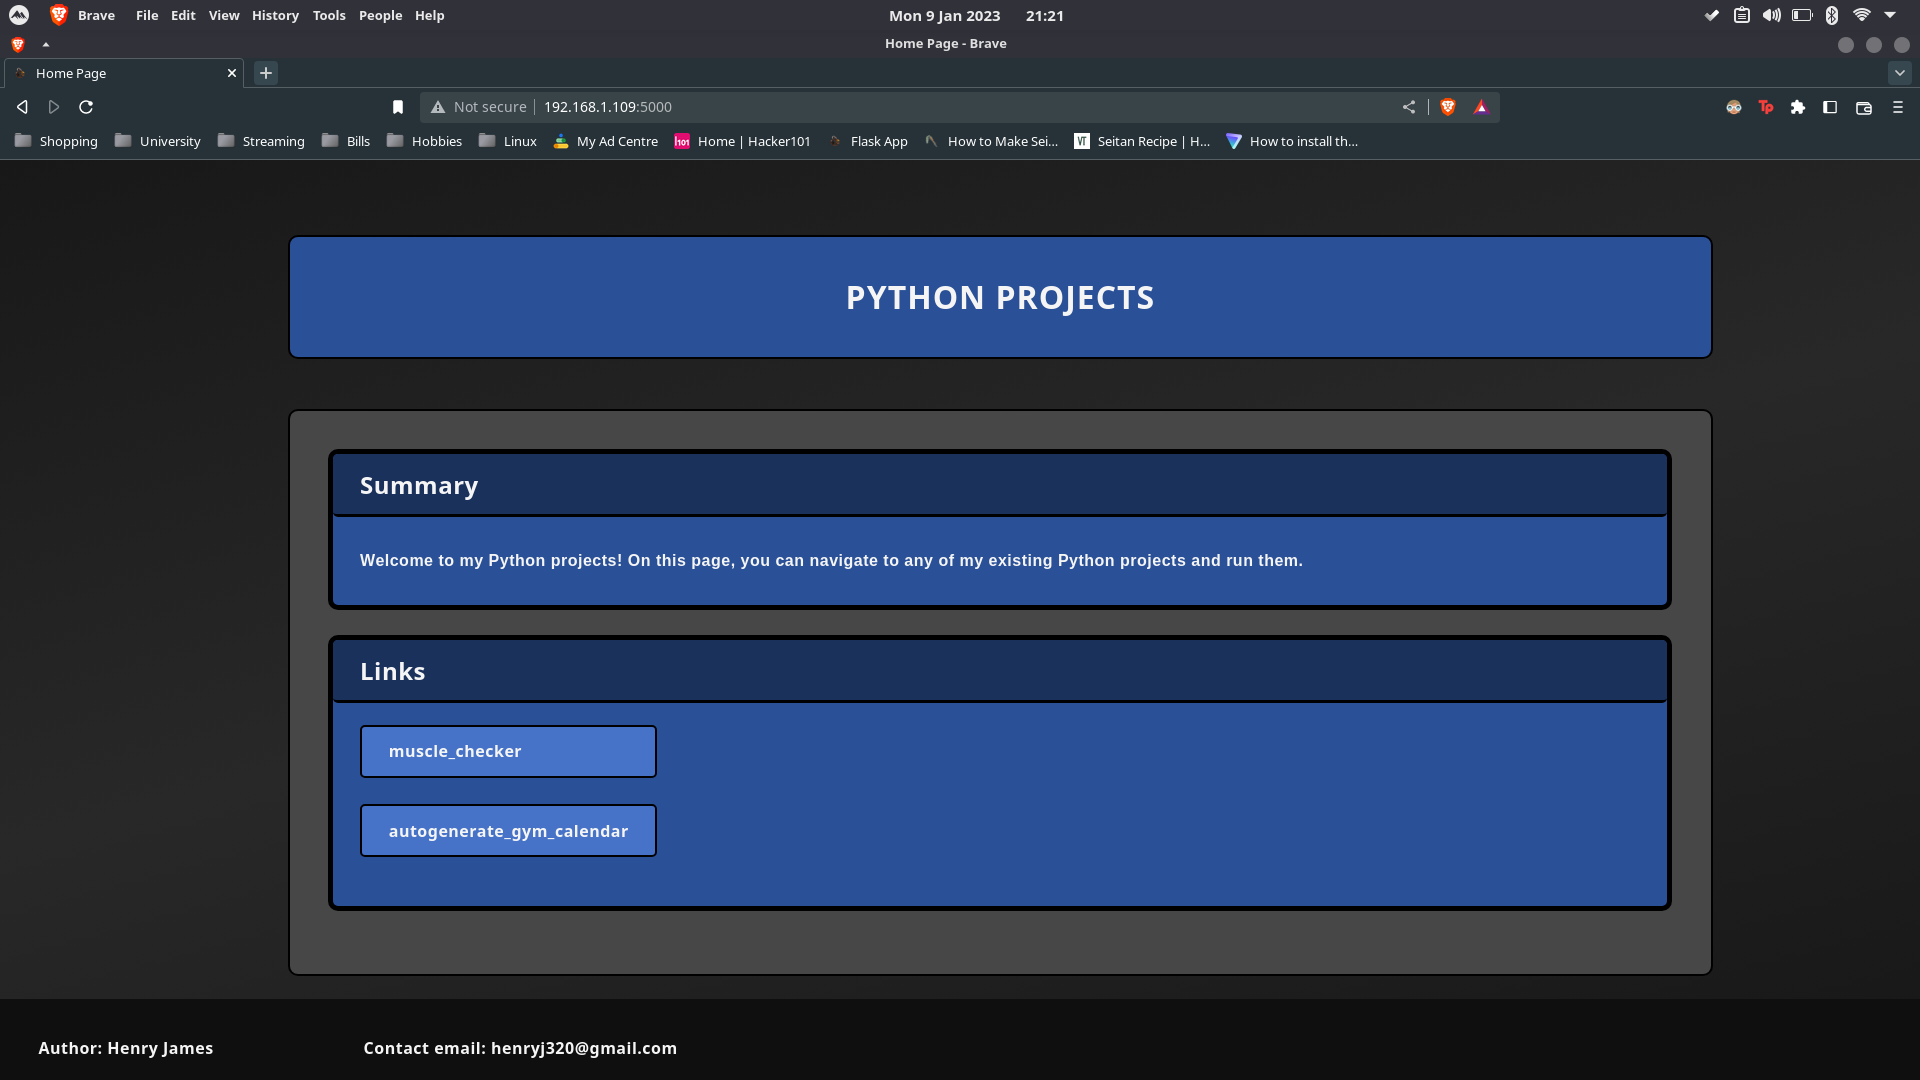 Brave File Edit View History Tools People Help Mon 9 Jan 2023 21:21
Home Page - Brave
Home Page
Not secure 192.168.1.109:5000 Tp
Shopping University Streaming Bills Hobbies Linux My Ad Centre 1101 Home | Hacker101 Flask App How to Make Sei... VT Seitan Recipe | H... How to install th...
PYTHON PROJECTS
Summary
Welcome to my Python projects! On this page, you can navigate to any of my existing Python projects and run them.
Links
muscle_checker
autogenerate_gym_calendar
Author: Henry James Contact email: henryj320@gmail.com